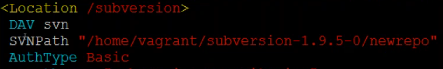 <Location /subversion>
DAV svn
SVNPath "/home/vagrant/subversion-1.9.5-0/newrepo"
AuthType Basic